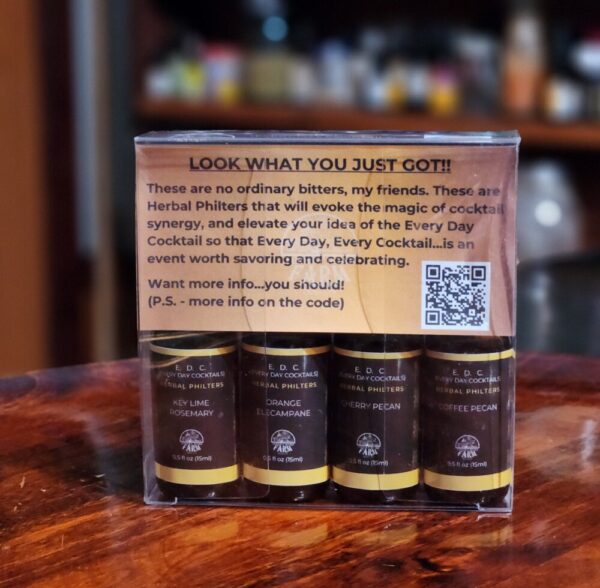 LOOK WHAT YOU JUST GOT!!
These are no ordinary bitters, my friends. These are
Herbal Philters that will evoke the magic of cocktail
synergy, and elevate your idea of the Every Day
Cocktail so that Every Day, Every Cocktail...is an
event worth savoring and celebrating.
Want more info...you should!
(P.S. - more info on the code)
FARM
E. D. C.
(EVERY DAY COCKTAILS)
HERBAL PHILTERS
KEY LIME
ROSEMARY
FARM
0.5 fl oz (15ml)
E. D. C.
(EVERY DAY COCKTAILS)
HERBAL PHILTERS
ORANGE
ELECAMPANE
FARM
0.5 fl oz (15ml)
E. D. C.
(EVERY DAY COCKTAILS)
HERBAL PHILTERS
CHERRY PECAN
FARM
0.5 fl oz (15ml)
E. D. C.
(EVERY DAY COCKTAILS)
HERBAL PHILTERS
COFFEE PECAN
FARM
0.5 fl oz (15ml)